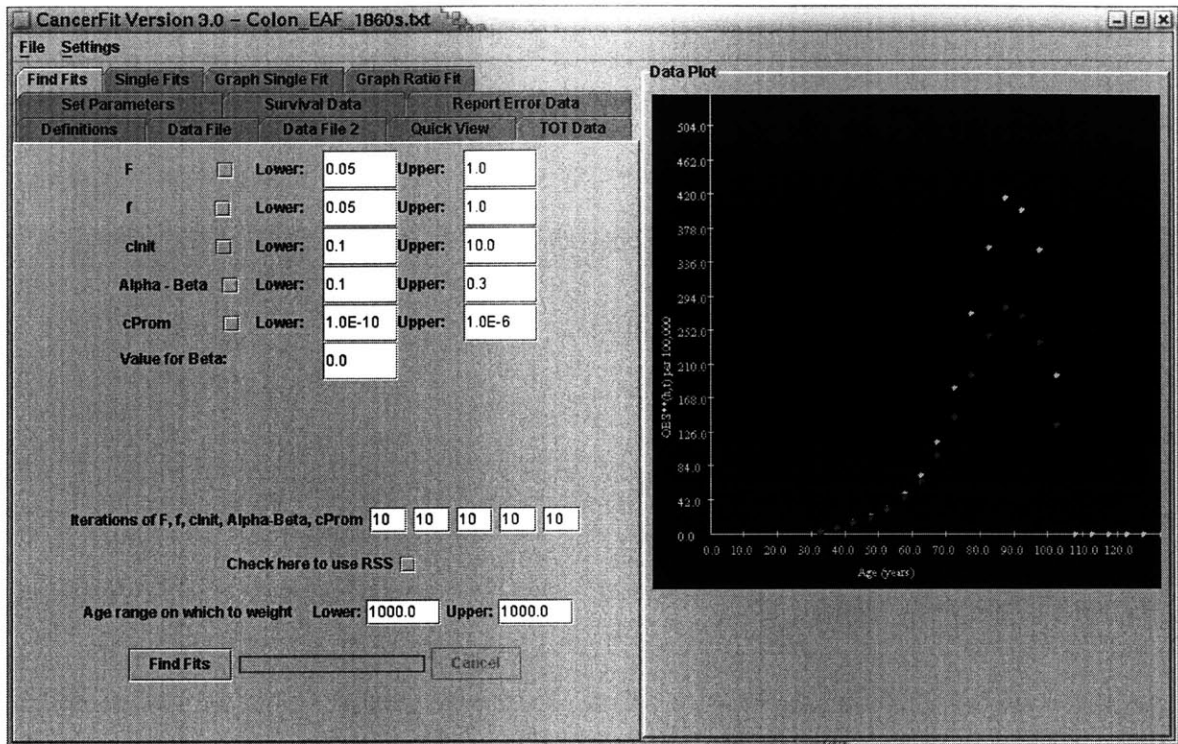 CancerFit Version 3.0 – Colon_EAF_1860s.txt
File Settings
Find Fits Single Fits Graph Single Fit Graph Ratio Fit
Set Parameters Survival Data Report Error Data
Definitions Data File Data File 2 Quick View TOT Data
F Lower: 0.05 Upper: 1.0
f Lower: 0.05 Upper: 1.0
cInit Lower: 0.1 Upper: 10.0
Alpha - Beta Lower: 0.1 Upper: 0.3
cProm Lower: 1.0E-10 Upper: 1.0E-6
Value for Beta: 0.0
Iterations of F, f, cInit, Alpha-Beta, cProm 10 10 10 10 10
Check here to use RSS
Age range on which to weight Lower: 1000.0 Upper: 1000.0
Find Fits Cancel
Data Plot
504.0
462.0
420.0
378.0
336.0
294.0
252.0
210.0
168.0
126.0
84.0
42.0
0.0
OBS**(h,t) per 100,000
0.0 10.0 20.0 30.0 40.0 50.0 60.0 70.0 80.0 90.0 100.0 110.0 120.0
Age (years)